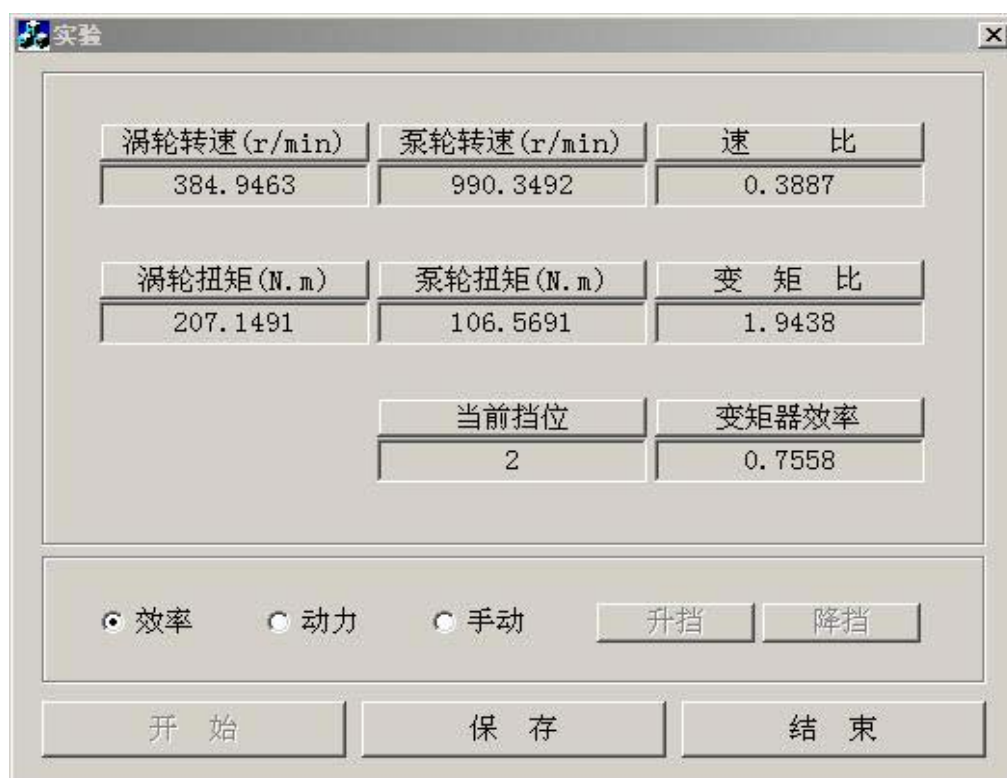 实验
涡轮转速(r/min) 泵轮转速(r/min) 速 比
384.9463 990.3492 0.3887
涡轮扭矩(N.m) 泵轮扭矩(N.m) 变 矩 比
207.1491 106.5691 1.9438
当前挡位 变矩器效率
2 0.7558
效率 动力 手动 升挡 降挡
开 始 保 存 结 束